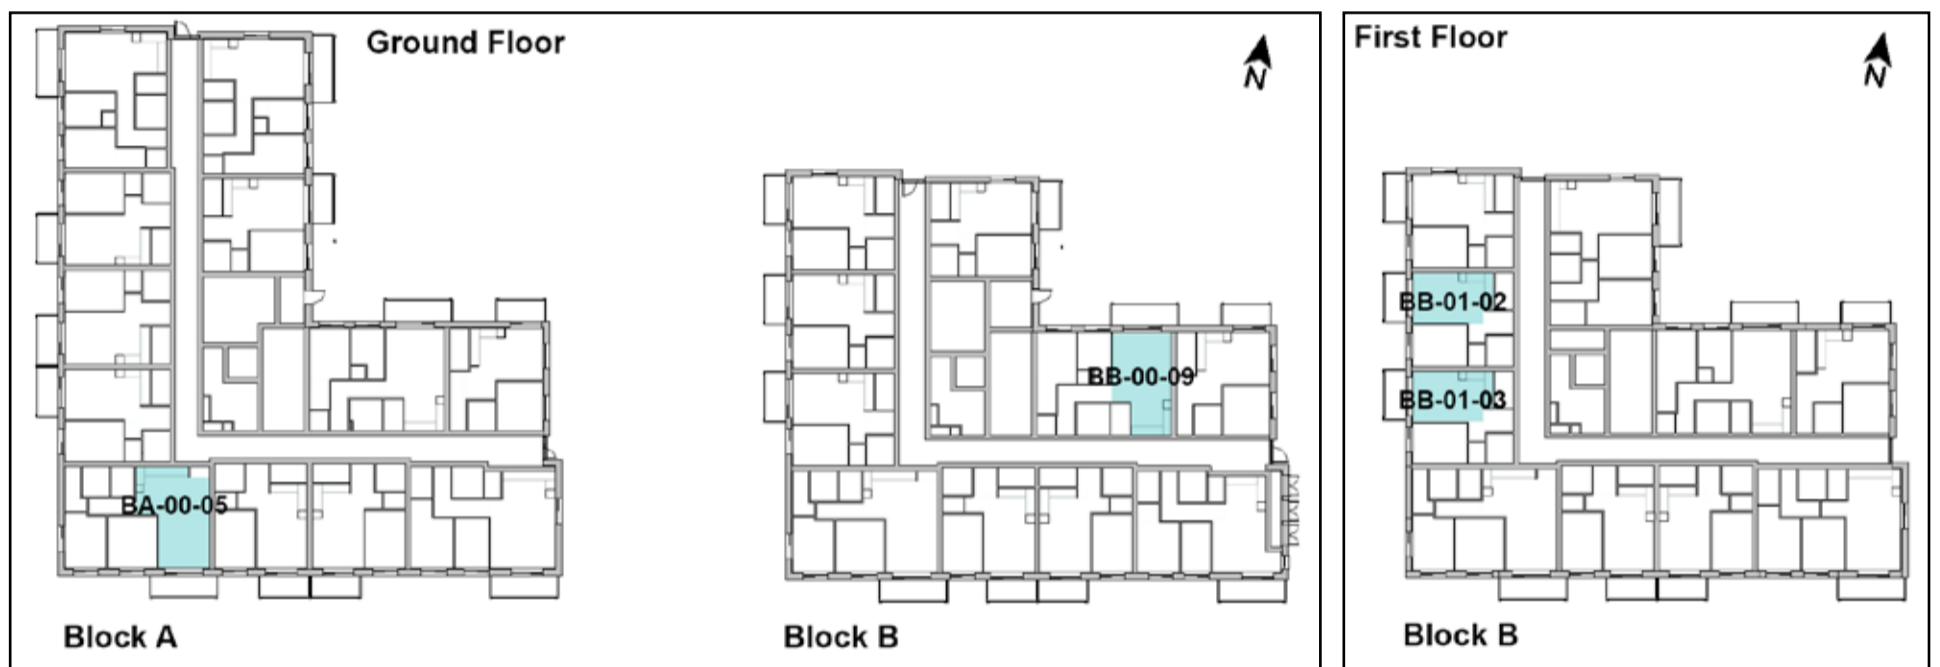 Ground Floor
N
BA-00-05
BB-00-09
Block A
Block B
First Floor
N
BB-01-02
BB-01-03
Block B